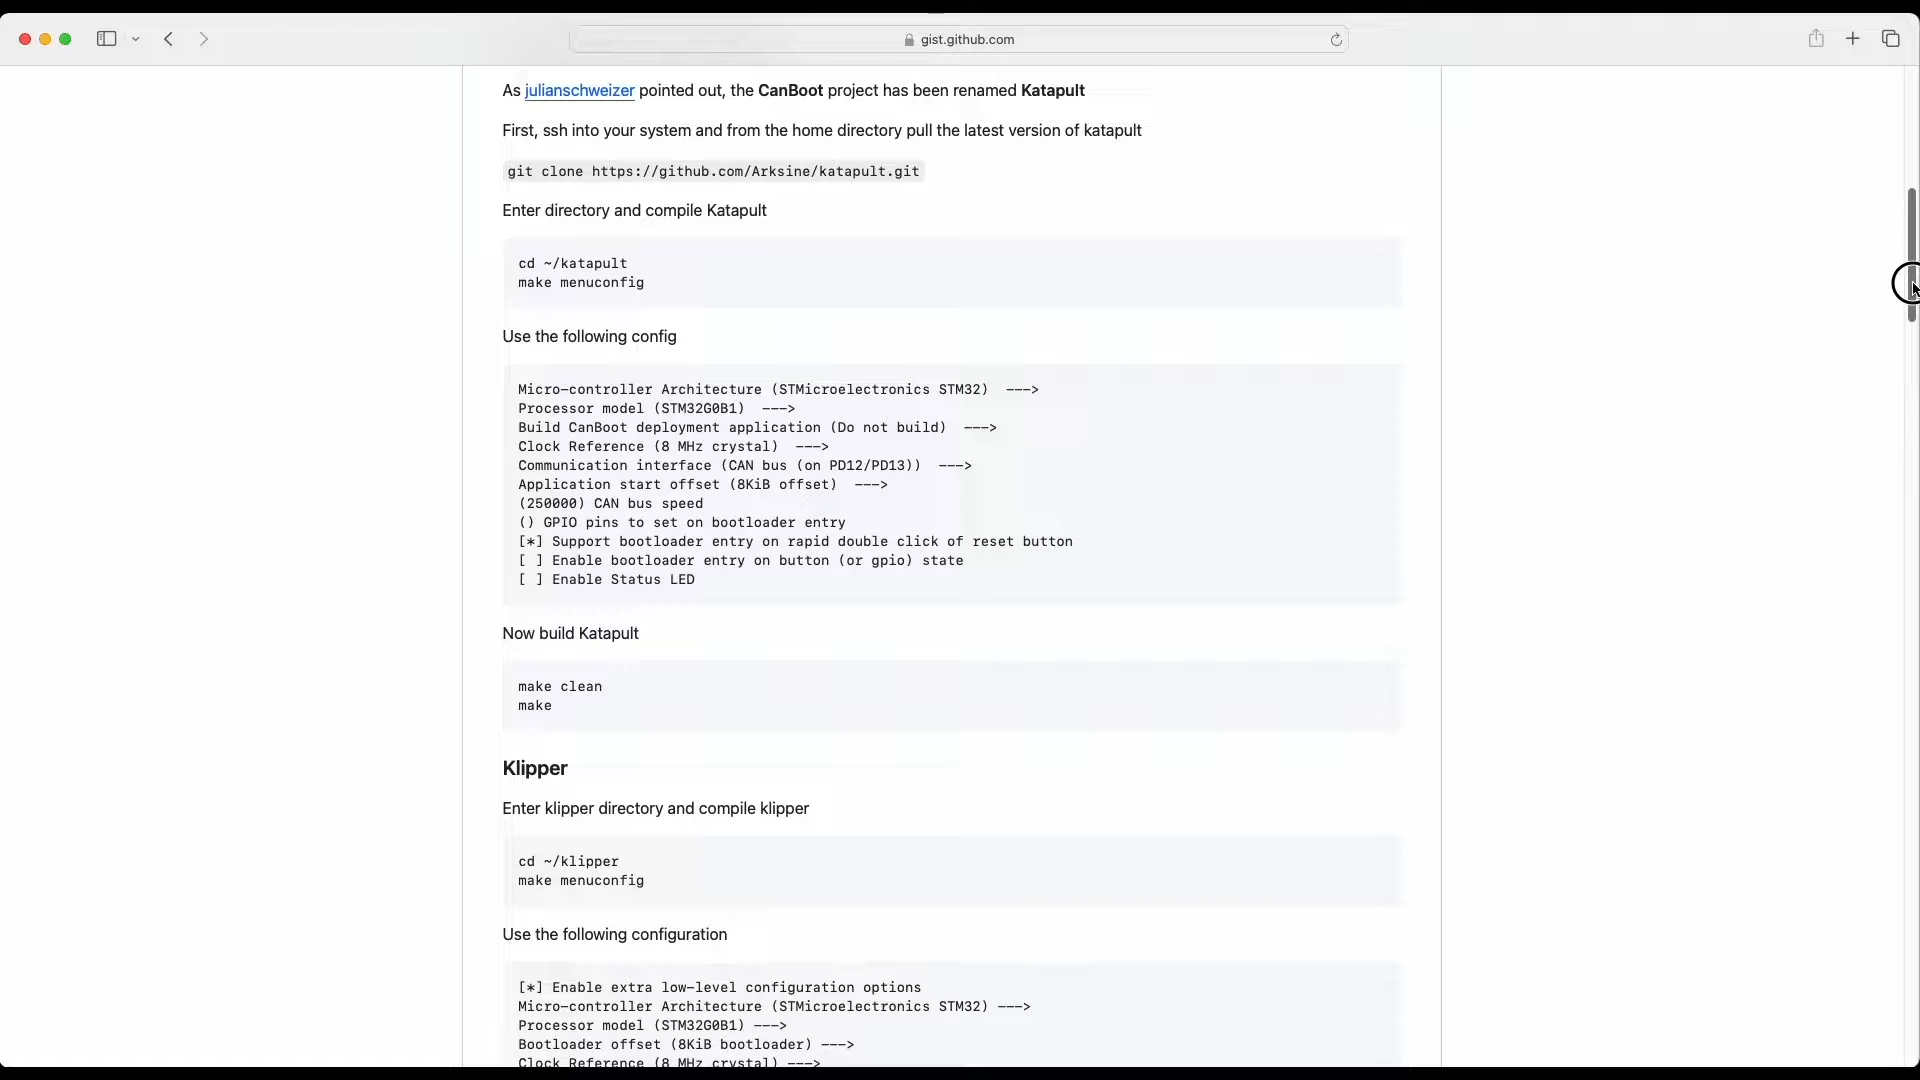 gist.github.com
As julianschweizer pointed out, the CanBoot project has been renamed Katapult
First, ssh into your system and from the home directory pull the latest version of katapult
git clone https://github.com/Arksine/katapult.git
Enter directory and compile Katapult
cd ~/katapult
make menuconfig
Use the following config
Micro-controller Architecture (STMicroelectronics STM32)  --->
Processor model (STM32G0B1)  --->
Build CanBoot deployment application (Do not build)  --->
Clock Reference (8 MHz crystal)  --->
Communication interface (CAN bus (on PD12/PD13))  --->
Application start offset (8KiB offset)  --->
(250000) CAN bus speed
() GPIO pins to set on bootloader entry
[*] Support bootloader entry on rapid double click of reset button
[ ] Enable bootloader entry on button (or gpio) state
[ ] Enable Status LED
Now build Katapult
make clean
make
Klipper
Enter klipper directory and compile klipper
cd ~/klipper
make menuconfig
Use the following configuration
[*] Enable extra low-level configuration options
Micro-controller Architecture (STMicroelectronics STM32) --->
Processor model (STM32G0B1) --->
Bootloader offset (8KiB bootloader) --->
Clock Reference (8 MHz crystal) --->